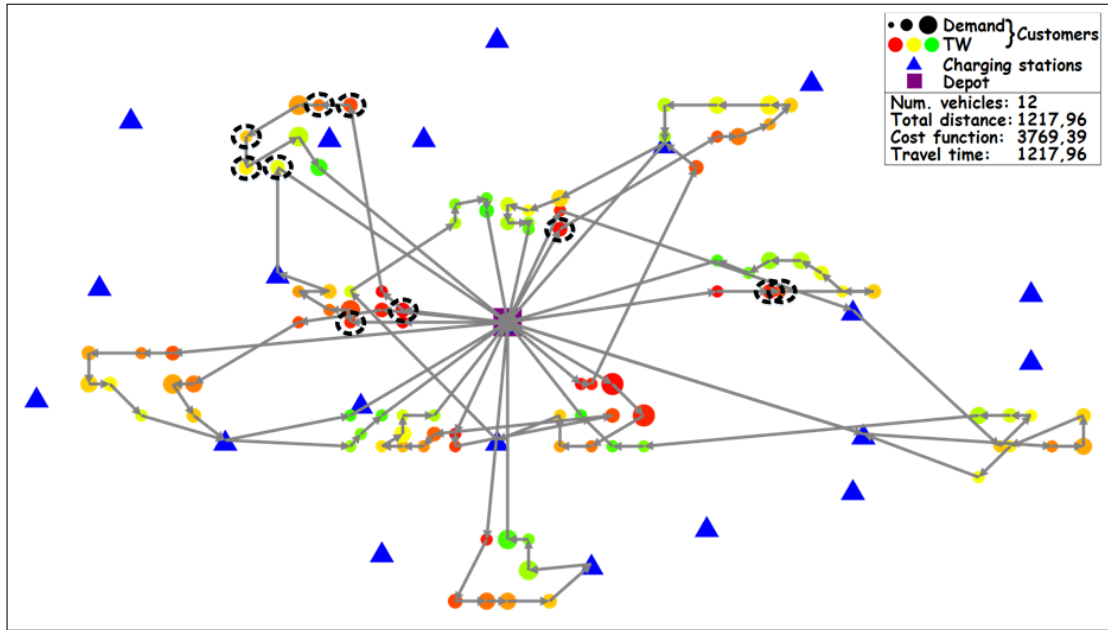 Demand
Customers
TW
Charging stations
Depot
Num. vehicles: 12
Total distance: 1217,96
Cost function: 3769,39
Travel time: 1217,96